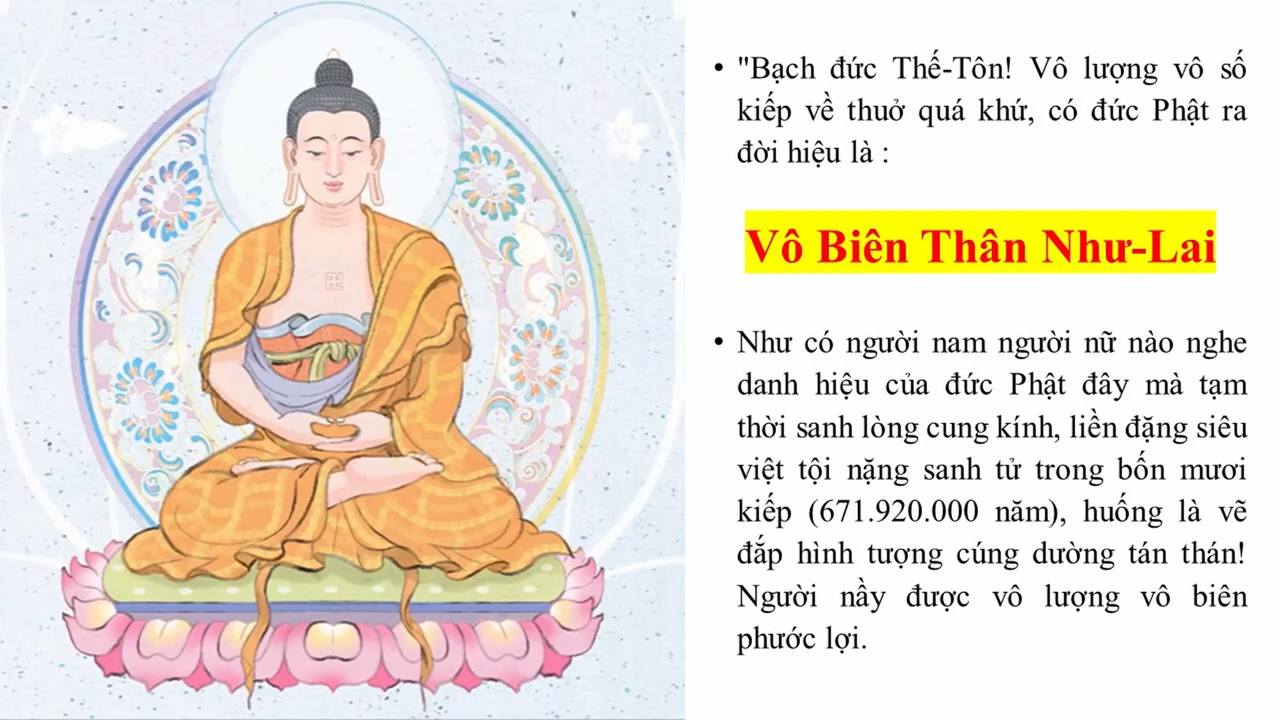 • "Bạch đức Thế-Tôn! Vô lượng vô số
kiếp về thuở quá khứ, có đức Phật ra
đời hiệu là :
Vô Biên Thân Như-Lai
• Như có người nam người nữ nào nghe
danh hiệu của đức Phật đây mà tạm
thời sanh lòng cung kính, liền đặng siêu
việt tội nặng sanh tử trong bốn mươi
kiếp (671.920.000 năm), huống là vẽ
đắp hình tượng cúng dường tán thán!
Người nầy được vô lượng vô biên
phước lợi.